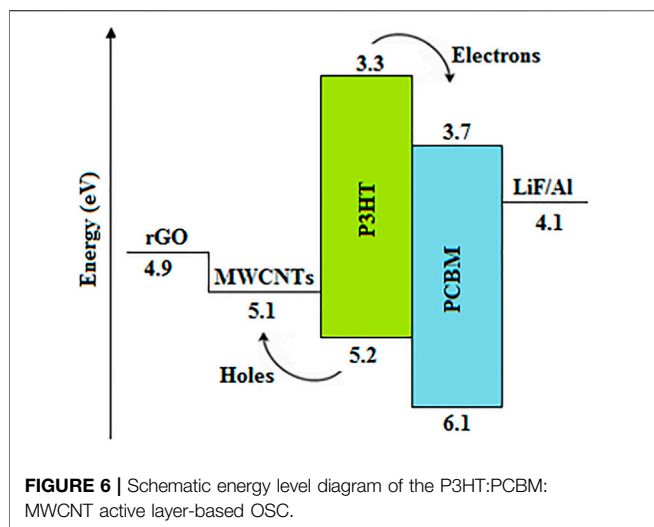 Energy (eV)
3.3
Electrons
3.7
P3HT
PCBM
LiF/Al
4.1
rGO
4.9
MWCNTs
5.1
5.2
Holes
6.1
FIGURE 6 | Schematic energy level diagram of the P3HT:PCBM:
MWCNT active layer-based OSC.